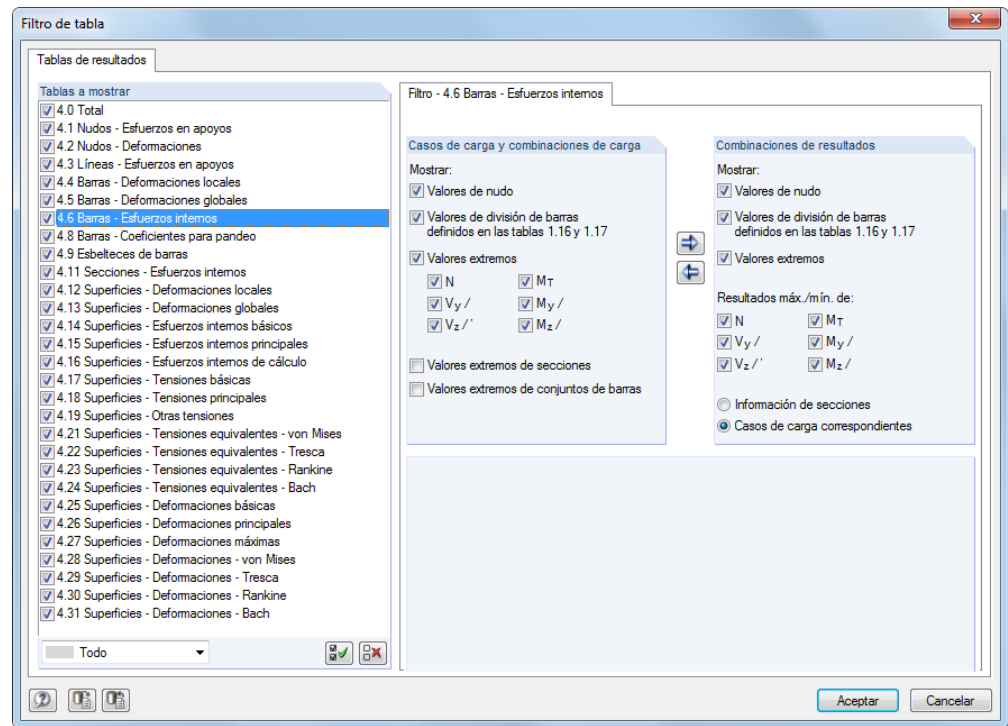 Filtro de tabla
Tablas de resultados
Tablas a mostrar
4.0 Total
4.1 Nudos - Esfuerzos en apoyos
4.2 Nudos - Deformaciones
4.3 Líneas - Esfuerzos en apoyos
4.4 Barras - Deformaciones locales
4.5 Barras - Deformaciones globales
4.6 Barras - Esfuerzos internos
4.8 Barras - Coeficientes para pandeo
4.9 Esbelteces de barras
4.11 Secciones - Esfuerzos internos
4.12 Superficies - Deformaciones locales
4.13 Superficies - Deformaciones globales
4.14 Superficies - Esfuerzos internos básicos
4.15 Superficies - Esfuerzos internos principales
4.16 Superficies - Esfuerzos internos de cálculo
4.17 Superficies - Tensiones básicas
4.18 Superficies - Tensiones principales
4.19 Superficies - Otras tensiones
4.21 Superficies - Tensiones equivalentes - von Mises
4.22 Superficies - Tensiones equivalentes - Tresca
4.23 Superficies - Tensiones equivalentes - Rankine
4.24 Superficies - Tensiones equivalentes - Bach
4.25 Superficies - Deformaciones básicas
4.26 Superficies - Deformaciones principales
4.27 Superficies - Deformaciones máximas
4.28 Superficies - Deformaciones - von Mises
4.29 Superficies - Deformaciones - Tresca
4.30 Superficies - Deformaciones - Rankine
4.31 Superficies - Deformaciones - Bach
Todo
Filtro - 4.6 Barras - Esfuerzos internos
Casos de carga y combinaciones de carga
Mostrar:
Valores de nudo
Valores de división de barras
definidos en las tablas 1.16 y 1.17
Valores extremos
N MT
Vy / My /
Vz / ' Mz /
Valores extremos de secciones
Valores extremos de conjuntos de barras
Combinaciones de resultados
Mostrar:
Valores de nudo
Valores de división de barras
definidos en las tablas 1.16 y 1.17
Valores extremos
Resultados máx./mín. de:
N MT
Vy / My /
Vz / ' Mz /
Información de secciones
Casos de carga correspondientes
Aceptar Cancelar